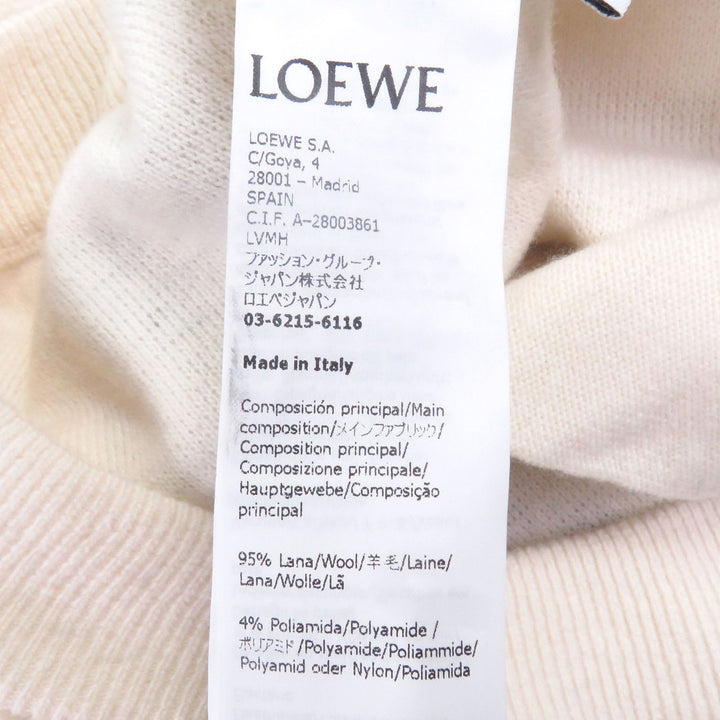 LOEWE
LOEWE S.A.
C/Goya, 4
28001 – Madrid
SPAIN
C.I.F. A-28003861
LVMH
ファッション・グループ・
ジャパン株式会社
ロエベジャパン
03-6215-6116
Made in Italy
Composición principal/Main
composition/メインファブリック/
Composition principal/
Composizione principale/
Hauptgewebe/Composição
principal
95% Lana/Wool/羊毛/Laine/
Lana/Wolle/Lã
4% Poliamida/Polyamide /
ポリアミド/Polyamide/Poliammide/
Polyamid oder Nylon/Poliamida